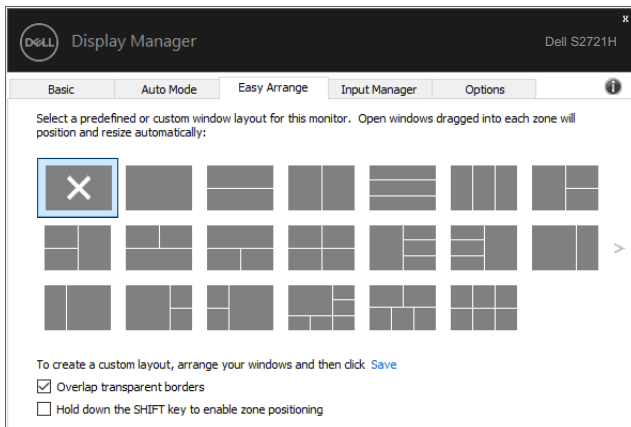 x
DELL Display Manager Dell S2721H
Basic Auto Mode Easy Arrange Input Manager Options i
Select a predefined or custom window layout for this monitor. Open windows dragged into each zone will
position and resize automatically:
>
To create a custom layout, arrange your windows and then click Save
Overlap transparent borders
Hold down the SHIFT key to enable zone positioning